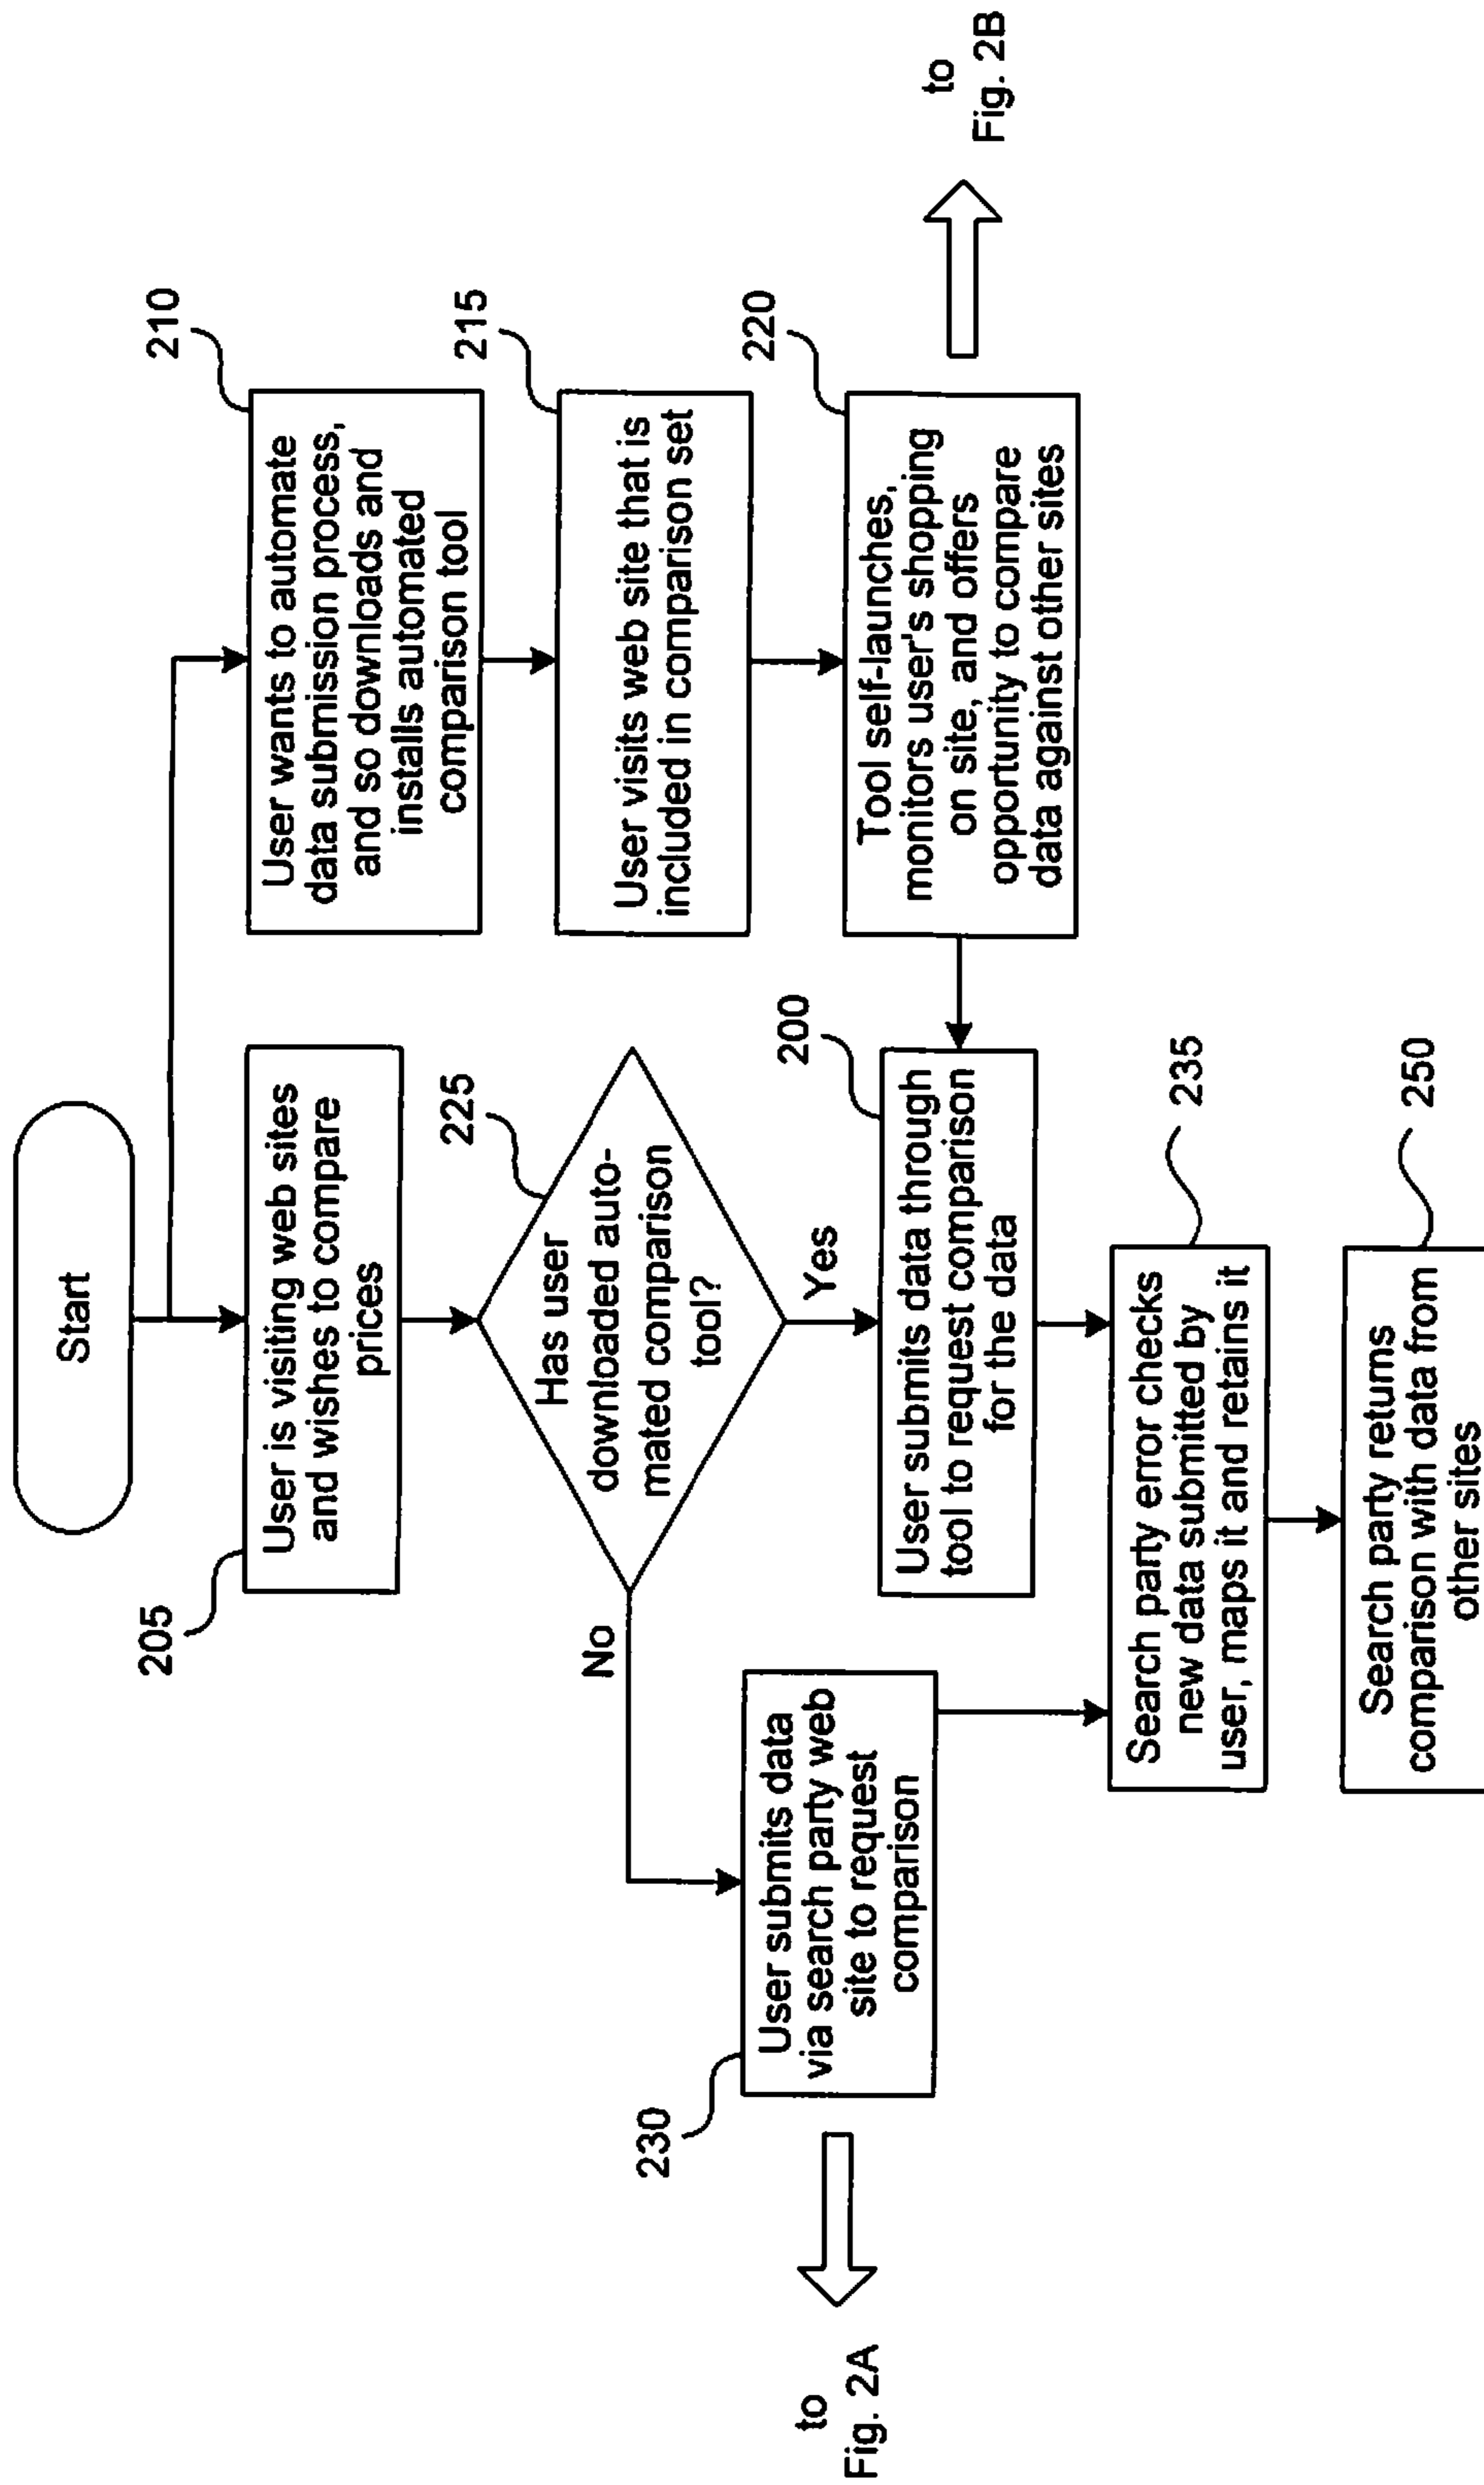 Start
205
User is visiting web sites
and wishes to compare
prices
210
User wants to automate
data submission process,
and so downloads and
installs automated
comparison tool
225
Has user
downloaded auto-
mated comparison
tool?
215
User visits web site that is
included in comparison set
No
Yes
220
Tool self-launches,
monitors user's shopping
on site, and offers
opportunity to compare
data against other sites
230
User submits data
via search party web
site to request
comparison
200
User submits data through
tool to request comparison
for the data
to
Fig. 2A
to
Fig. 2B
235
Search party error checks
new data submitted by
user, maps it and retains it
250
Search party returns
comparison with data from
other sites